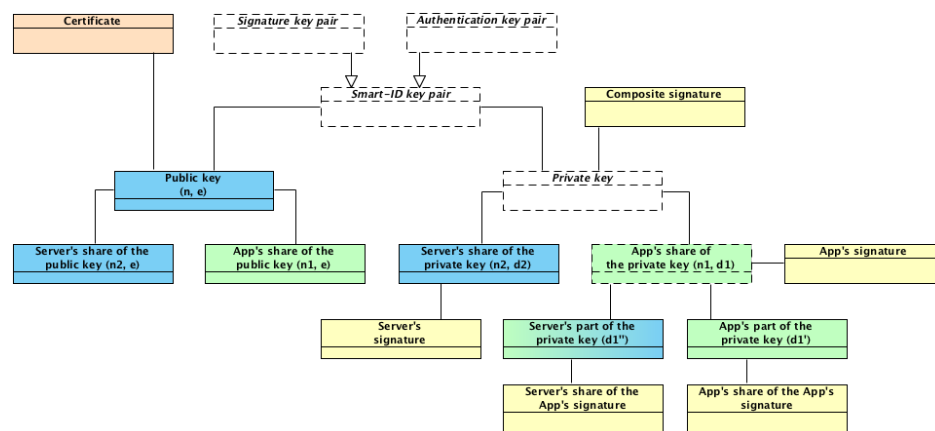 Certificate
Signature key pair
Authentication key pair
Smart-ID key pair
Composite signature
Public key
(n, e)
Private key
Server's share of the
public key (n2, e)
App's share of the
public key (n1, e)
Server's share of the
private key (n2, d2)
App's share of
the private key (n1, d1)
App's signature
Server's
signature
Server's part of the
private key (d1'')
App's part of the
private key (d1')
Server's share of the
App's signature
App's share of the App's
signature